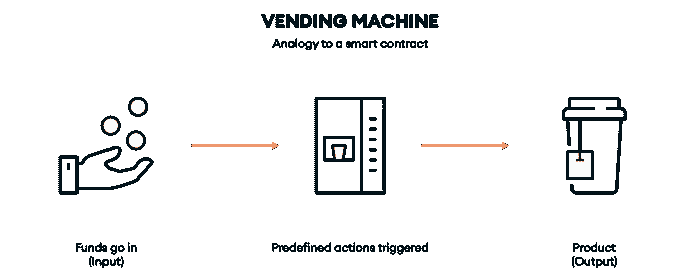 VENDING MACHINE
Analogy to a smart contract
Funds go in
(Input)
Predefined actions triggered
Product
(Output)